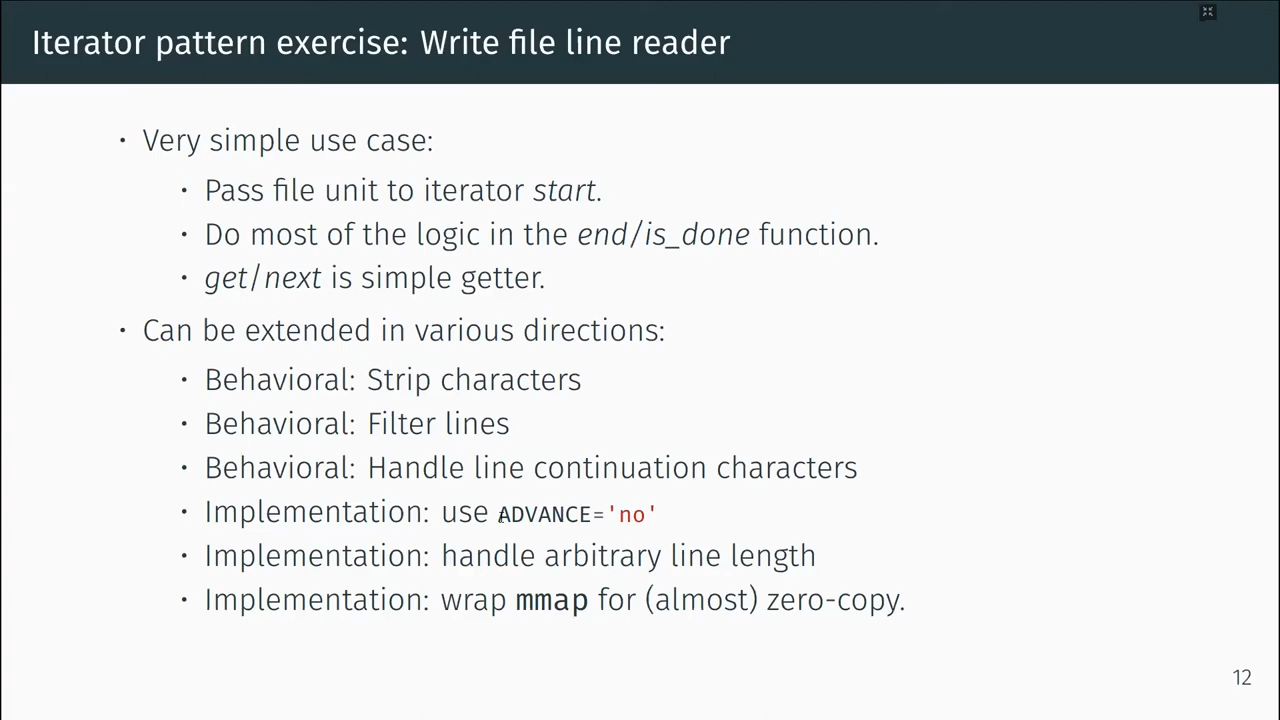 Iterator pattern exercise: Write file line reader
• Very simple use case:
• Pass file unit to iterator start.
• Do most of the logic in the end/is_done function.
• get/next is simple getter.
• Can be extended in various directions:
• Behavioral: Strip characters
• Behavioral: Filter lines
• Behavioral: Handle line continuation characters
• Implementation: use ADVANCE='no'
• Implementation: handle arbitrary line length
• Implementation: wrap mmap for (almost) zero-copy.
12